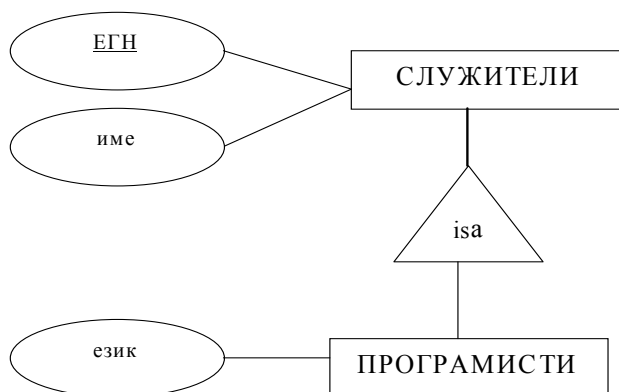 ЕГН
СЛУЖИТЕЛИ
име
isa
език
ПРОГРАМИСТИ